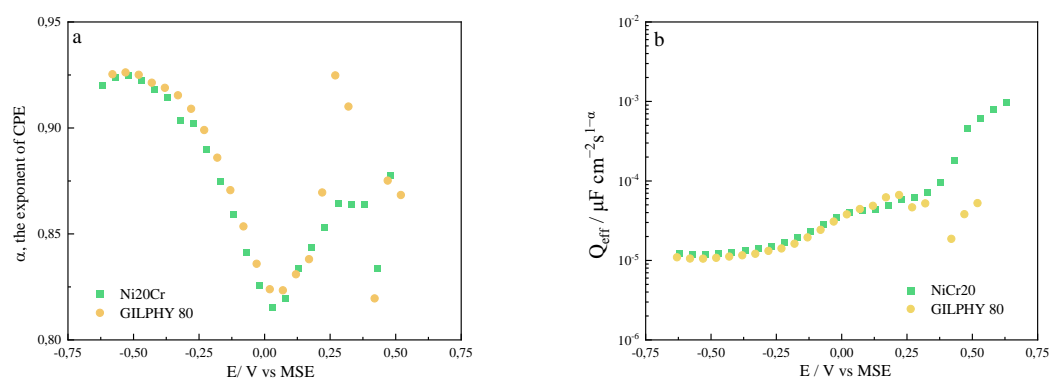 a
0,95
0,90
0,85
0,80
α, the exponent of CPE
Ni20Cr
GILPHY 80
-0,75 -0,50 -0,25 0,00 0,25 0,50 0,75
E/ V vs MSE
b
10⁻²
10⁻³
10⁻⁴
10⁻⁵
10⁻⁶
Q_eff / µF cm⁻²s¹⁻ᵅ
NiCr20
GILPHY 80
-0,75 -0,50 -0,25 0,00 0,25 0,50 0,75
E / V vs MSE